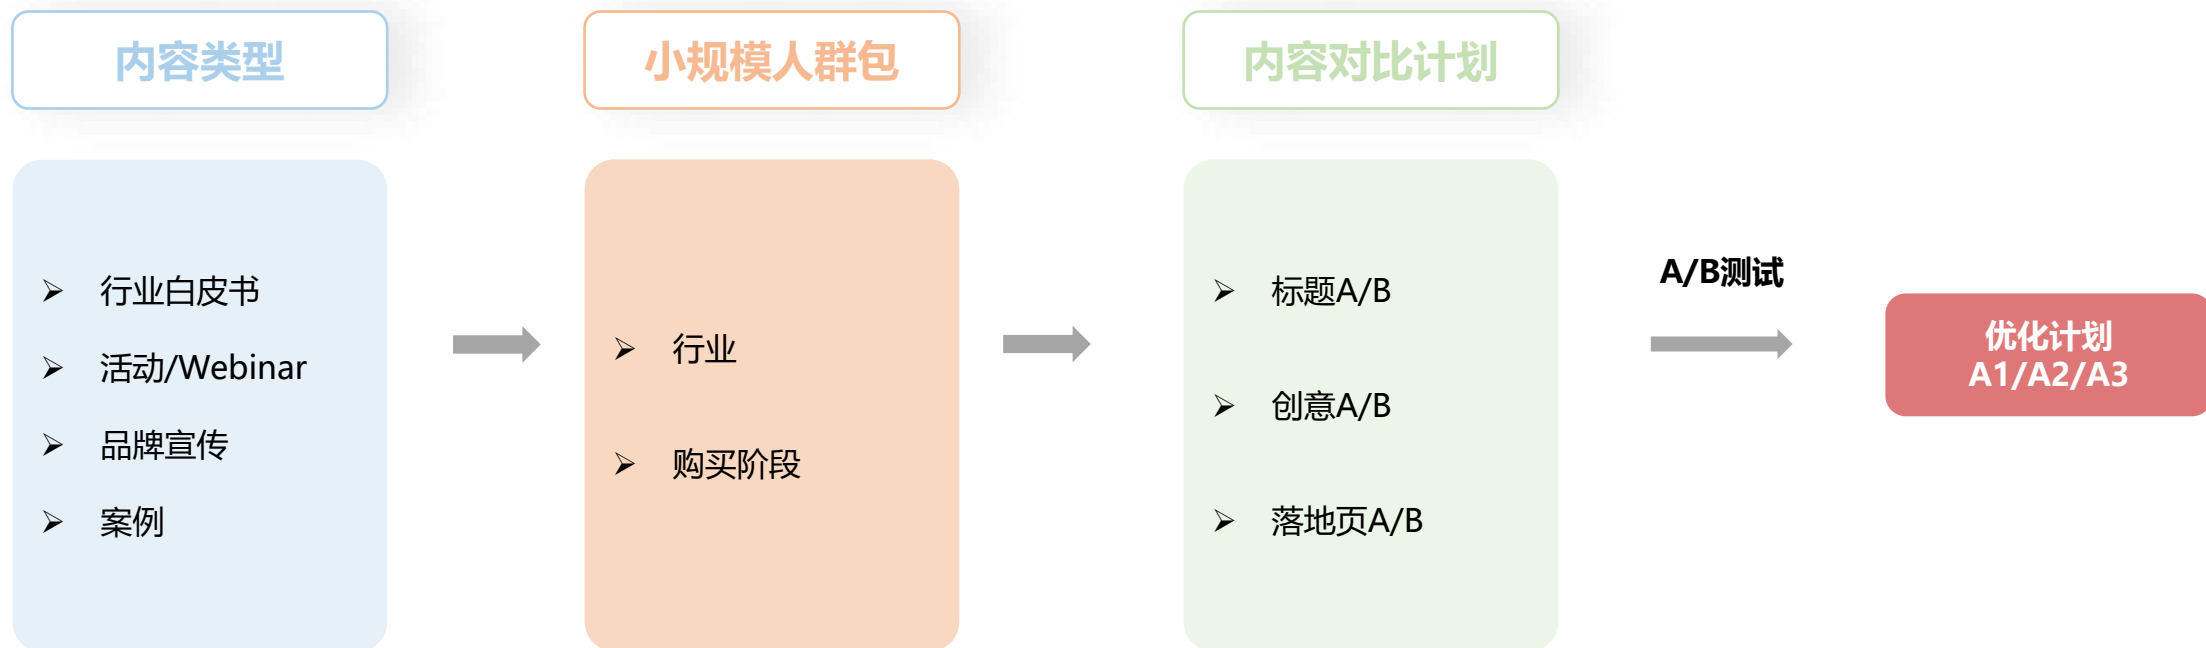 内容类型
小规模人群包
内容对比计划
行业白皮书
活动/Webinar
品牌宣传
案例
行业
购买阶段
标题A/B
创意A/B
落地页A/B
A/B测试
优化计划
A1/A2/A3